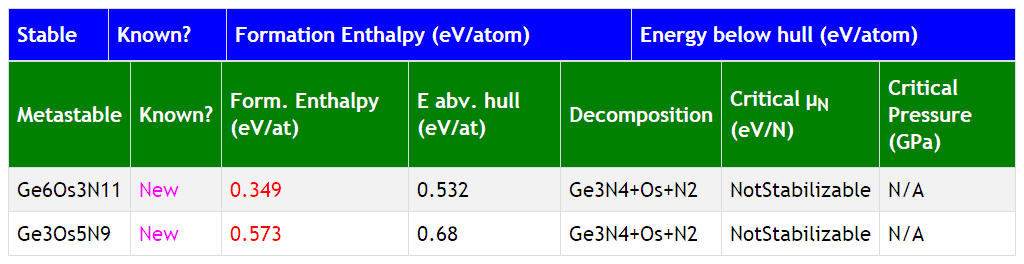 Stable Known? Formation Enthalpy (eV/atom) Energy below hull (eV/atom)
Metastable Known? Form. Enthalpy (eV/at) E abv. hull (eV/at) Decomposition Critical μN (eV/N) Critical Pressure (GPa)
Ge6Os3N11 New 0.349 0.532 Ge3N4+Os+N2 NotStabilizable N/A
Ge3Os5N9 New 0.573 0.68 Ge3N4+Os+N2 NotStabilizable N/A